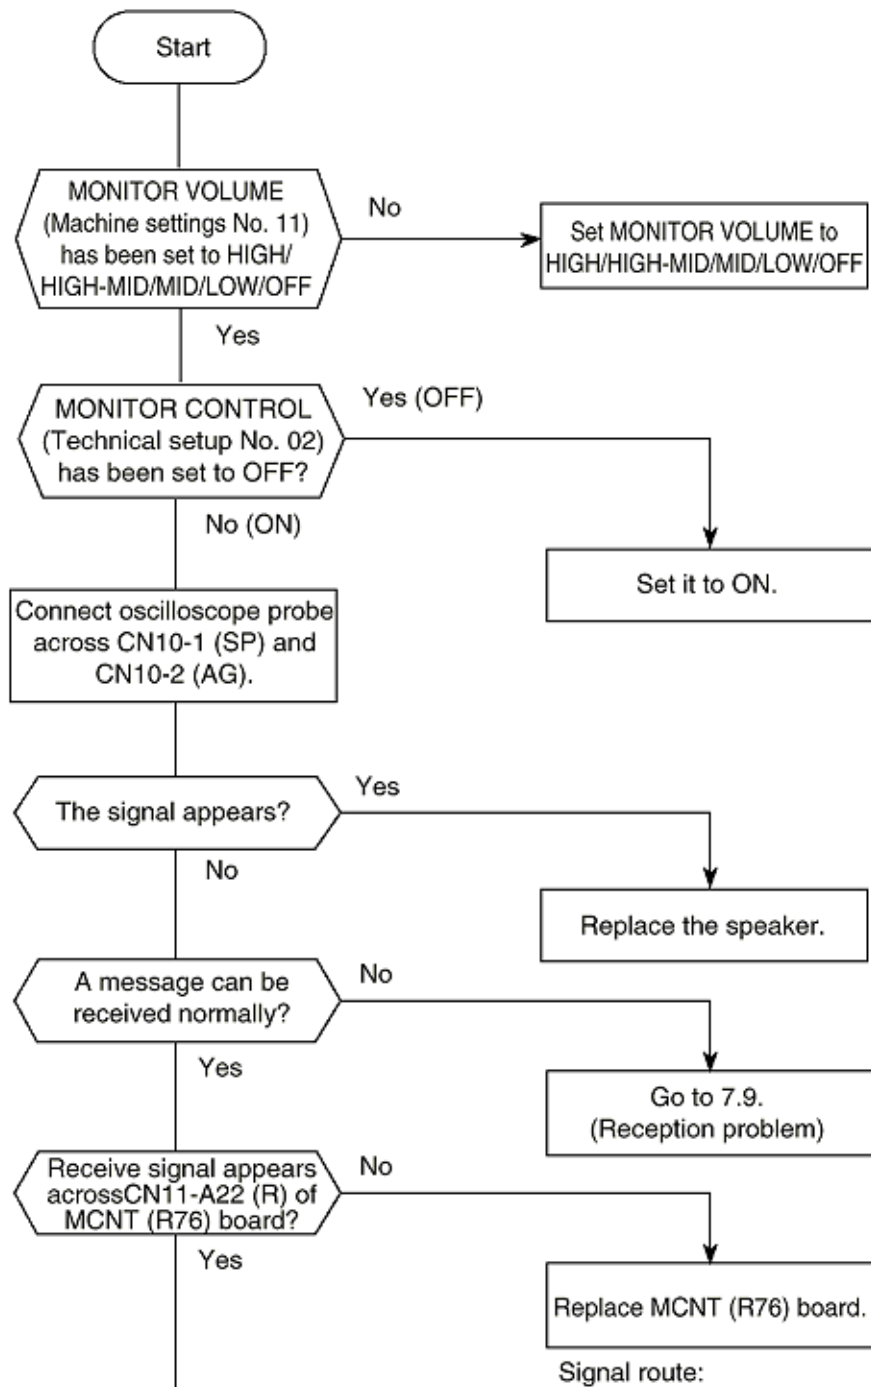 Start
MONITOR VOLUME
(Machine settings No. 11)
has been set to HIGH/
HIGH-MID/MID/LOW/OFF
No
Set MONITOR VOLUME to
HIGH/HIGH-MID/MID/LOW/OFF
Yes
MONITOR CONTROL
(Technical setup No. 02)
has been set to OFF?
Yes (OFF)
No (ON)
Set it to ON.
Connect oscilloscope probe
across CN10-1 (SP) and
CN10-2 (AG).
The signal appears?
Yes
No
Replace the speaker.
A message can be
received normally?
No
Yes
Go to 7.9.
(Reception problem)
Receive signal appears
acrossCN11-A22 (R) of
MCNT (R76) board?
No
Yes
Replace MCNT (R76) board.
Signal route: